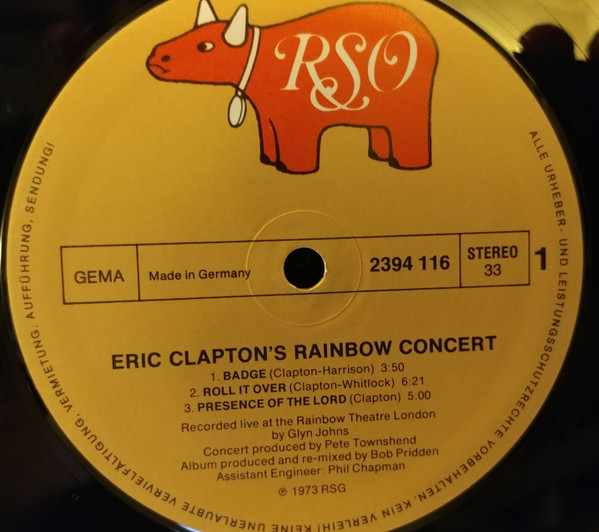 RSO
GEMA
Made in Germany
2394 116
STEREO
33
1
ERIC CLAPTON'S RAINBOW CONCERT
1. BADGE (Clapton-Harrison) 3:50
2. ROLL IT OVER (Clapton-Whitlock) 6:21
3. PRESENCE OF THE LORD (Clapton) 5:00
Recorded live at the Rainbow Theatre London
by Glyn Johns
Concert produced by Pete Townshend
Album produced and re-mixed by Bob Pridden
Assistant Engineer: Phil Chapman
℗ 1973 RSG
ALLE URHEBER- UND LEISTUNGSSCHUTZRECHTE VORBEHALTEN. KEIN VERLEIH! KEINE UNERLAUBTE VERVIELFÄLTIGUNG, VERMIETUNG, AUFFÜHRUNG, SENDUNG!